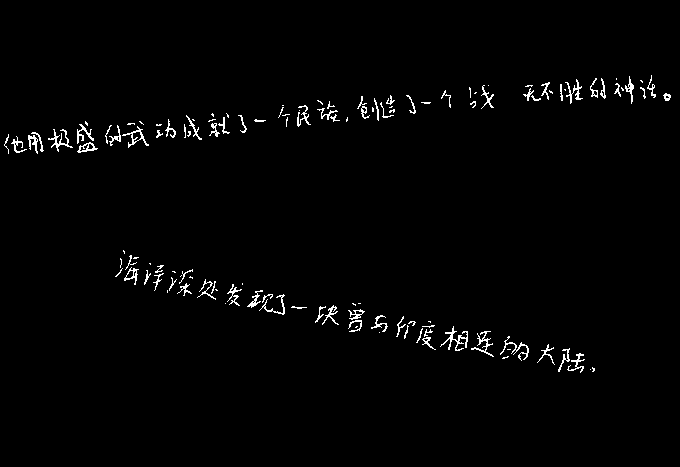 他用极盛的武功成就了一个民族,创造了一个战无不胜的神话。
海洋深处发现了一块曾与印度相连的大陆,